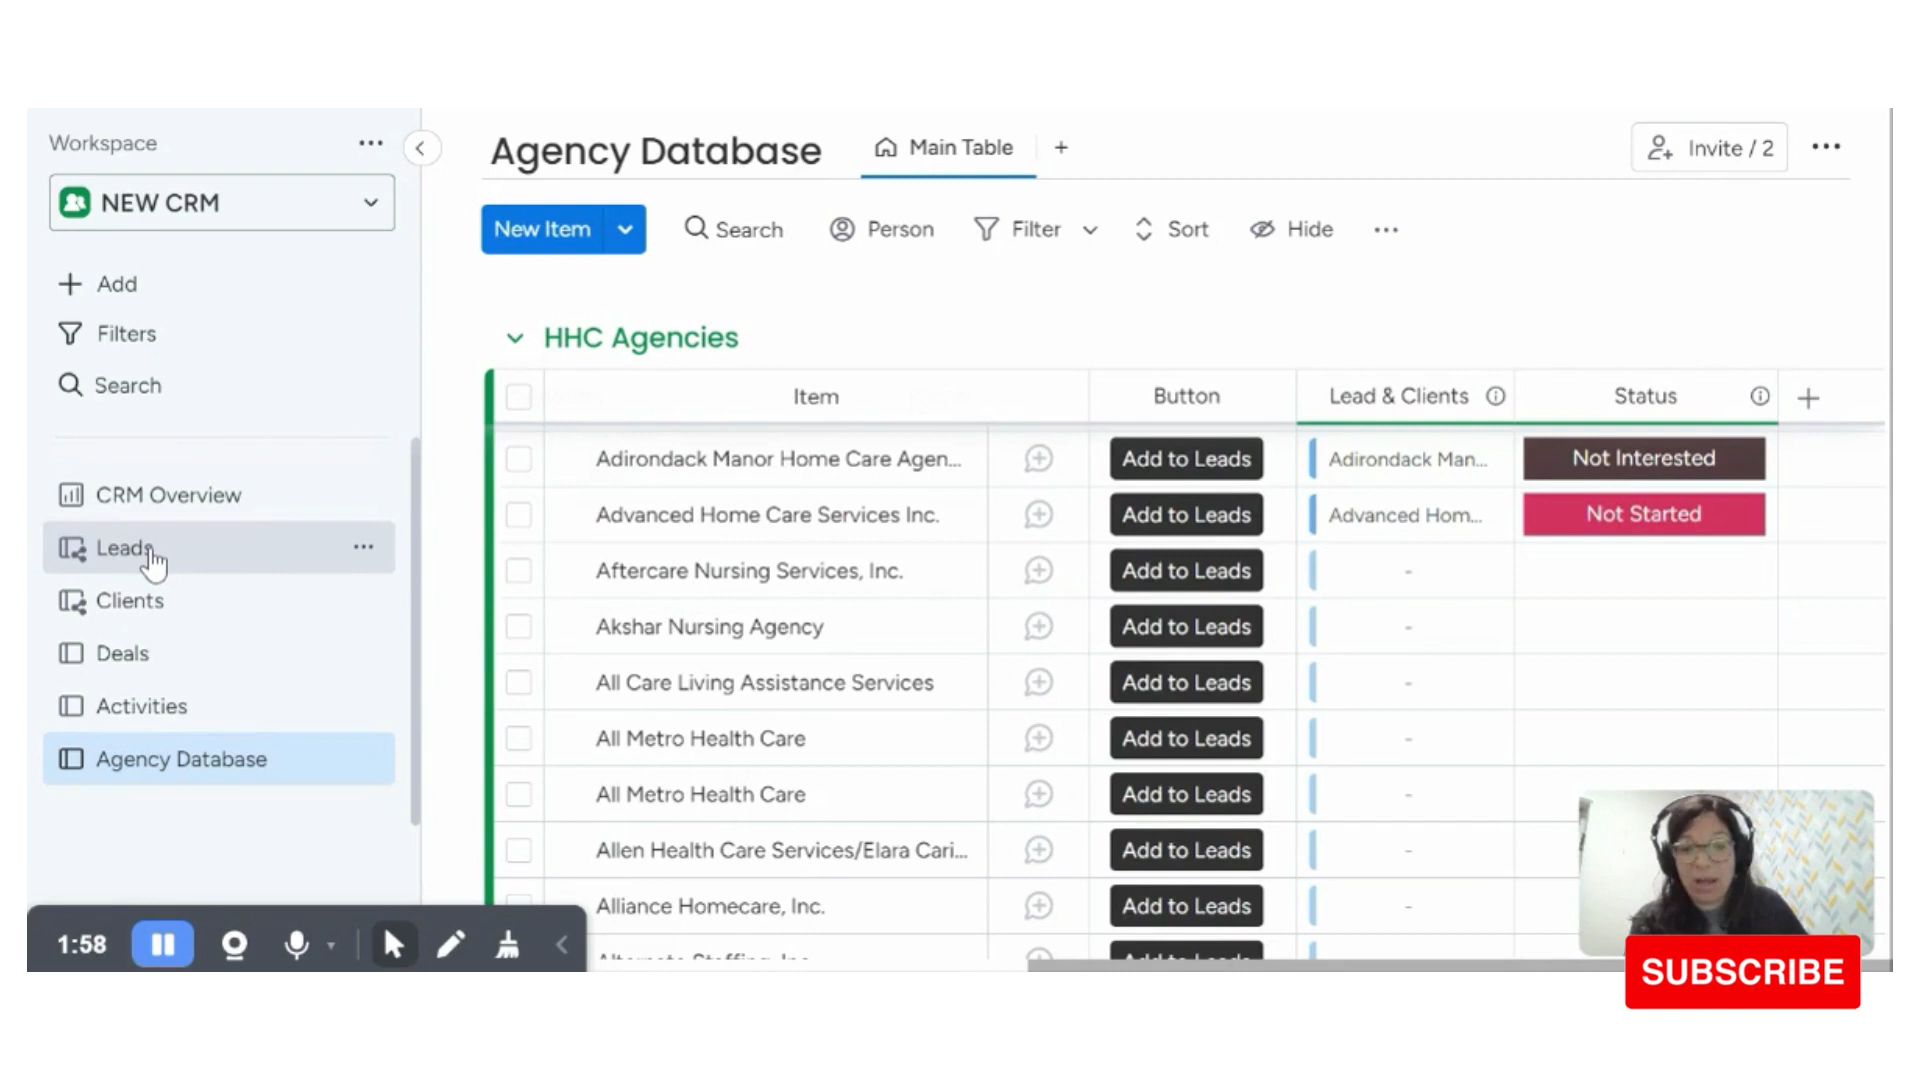 Workspace
NEW CRM
Add
Filters
Search
CRM Overview
Leads
Clients
Deals
Activities
Agency Database
Agency Database
Main Table
Invite / 2
New Item
Search
Person
Filter
Sort
Hide
HHC Agencies
Item Button Lead & Clients Status
Adirondack Manor Home Care Agen... Add to Leads Adirondack Man... Not Interested
Advanced Home Care Services Inc. Add to Leads Advanced Hom... Not Started
Aftercare Nursing Services, Inc. Add to Leads -
Akshar Nursing Agency Add to Leads -
All Care Living Assistance Services Add to Leads -
All Metro Health Care Add to Leads -
All Metro Health Care Add to Leads -
Allen Health Care Services/Elara Cari... Add to Leads -
Alliance Homecare, Inc. Add to Leads -
1:58
SUBSCRIBE